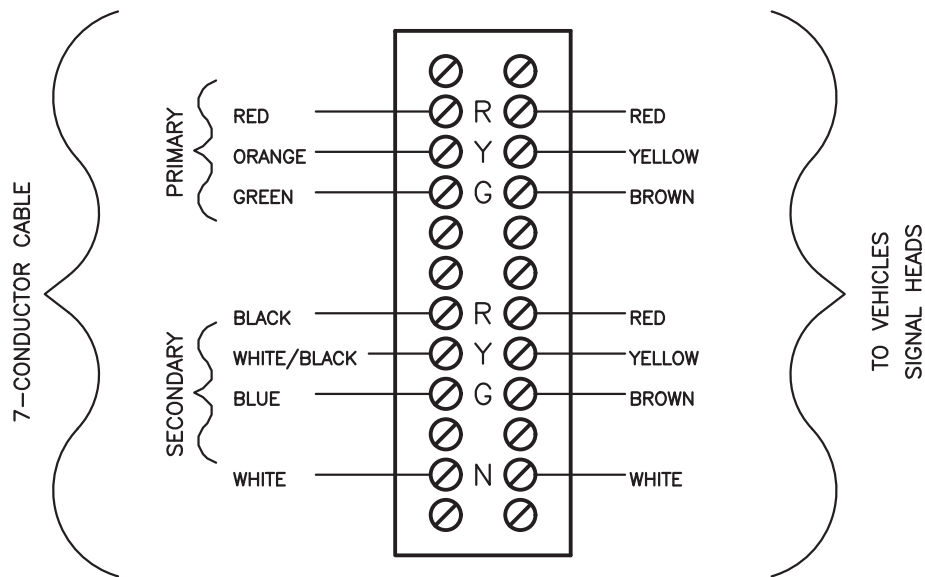 7-CONDUCTOR CABLE
PRIMARY
RED
ORANGE
GREEN
SECONDARY
BLACK
WHITE/BLACK
BLUE
WHITE
R
Y
G
R
Y
G
N
RED
YELLOW
BROWN
RED
YELLOW
BROWN
WHITE
TO VEHICLES
SIGNAL HEADS